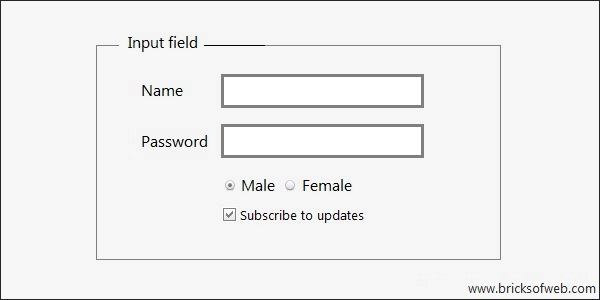 Input field
Name
Password
Male Female
Subscribe to updates
www.bricksofweb.com